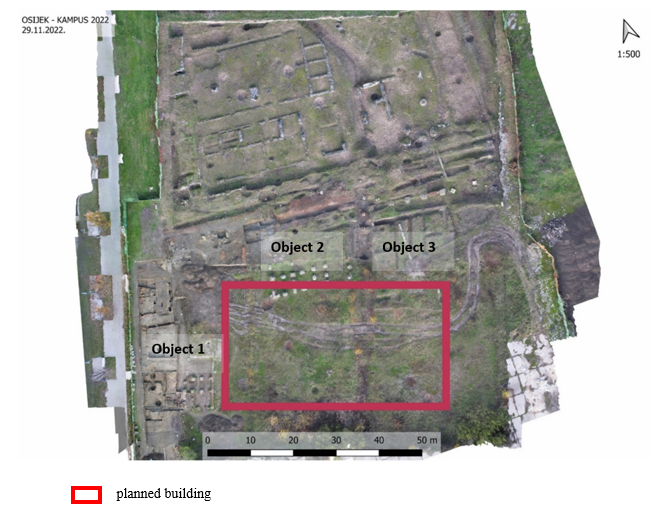 OSIJEK - KAMPUS 2022
29.11.2022.
1:500
Object 2
Object 3
Object 1
0 10 20 30 40 50 m
planned building